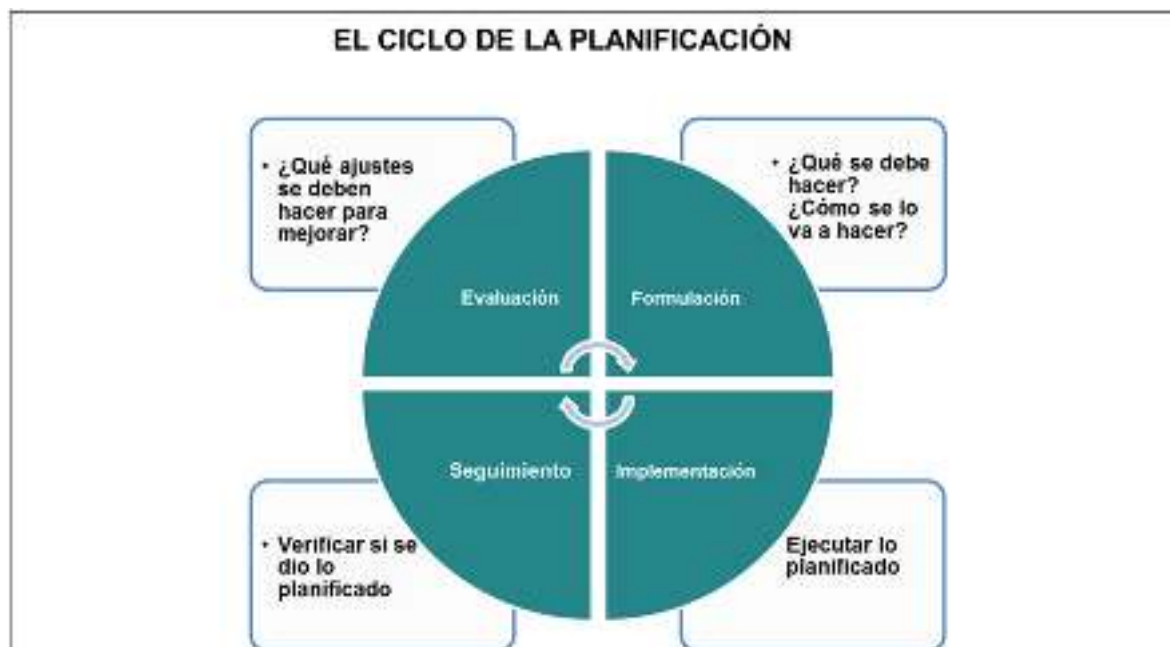 EL CICLO DE LA PLANIFICACIÓN
• ¿Qué ajustes
se deben
hacer para
mejorar?
• ¿Qué se debe
hacer?
¿Cómo se lo
va a hacer?
Evaluación
Formulación
Seguimiento
Implementación
• Verificar si se
dio lo
planificado
Ejecutar lo
planificado